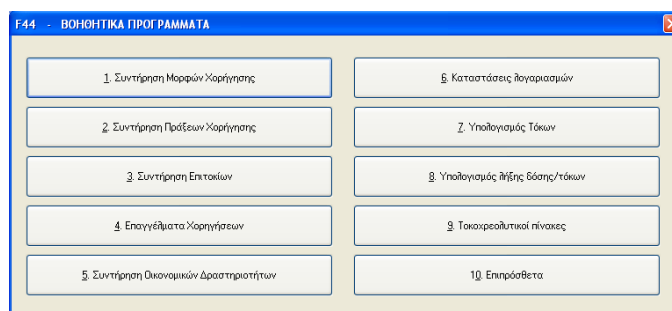 F44 - ΒΟΗΘΗΤΙΚΑ ΠΡΟΓΡΑΜΜΑΤΑ
1. Συντήρηση Μορφών Χορήγησης
2. Συντήρηση Πράξεων Χορήγησης
3. Συντήρηση Επιτοκίων
4. Επαγγέλματα Χορηγήσεων
5. Συντήρηση Οικονομικών Δραστηριοτήτων
6. Καταστάσεις λογαριασμών
7. Υπολογισμός Τόκων
8. Υπολογισμός λήξης δόσης/τόκων
9. Τοκοχρεολυτικοί πίνακες
10. Επιπρόσθετα